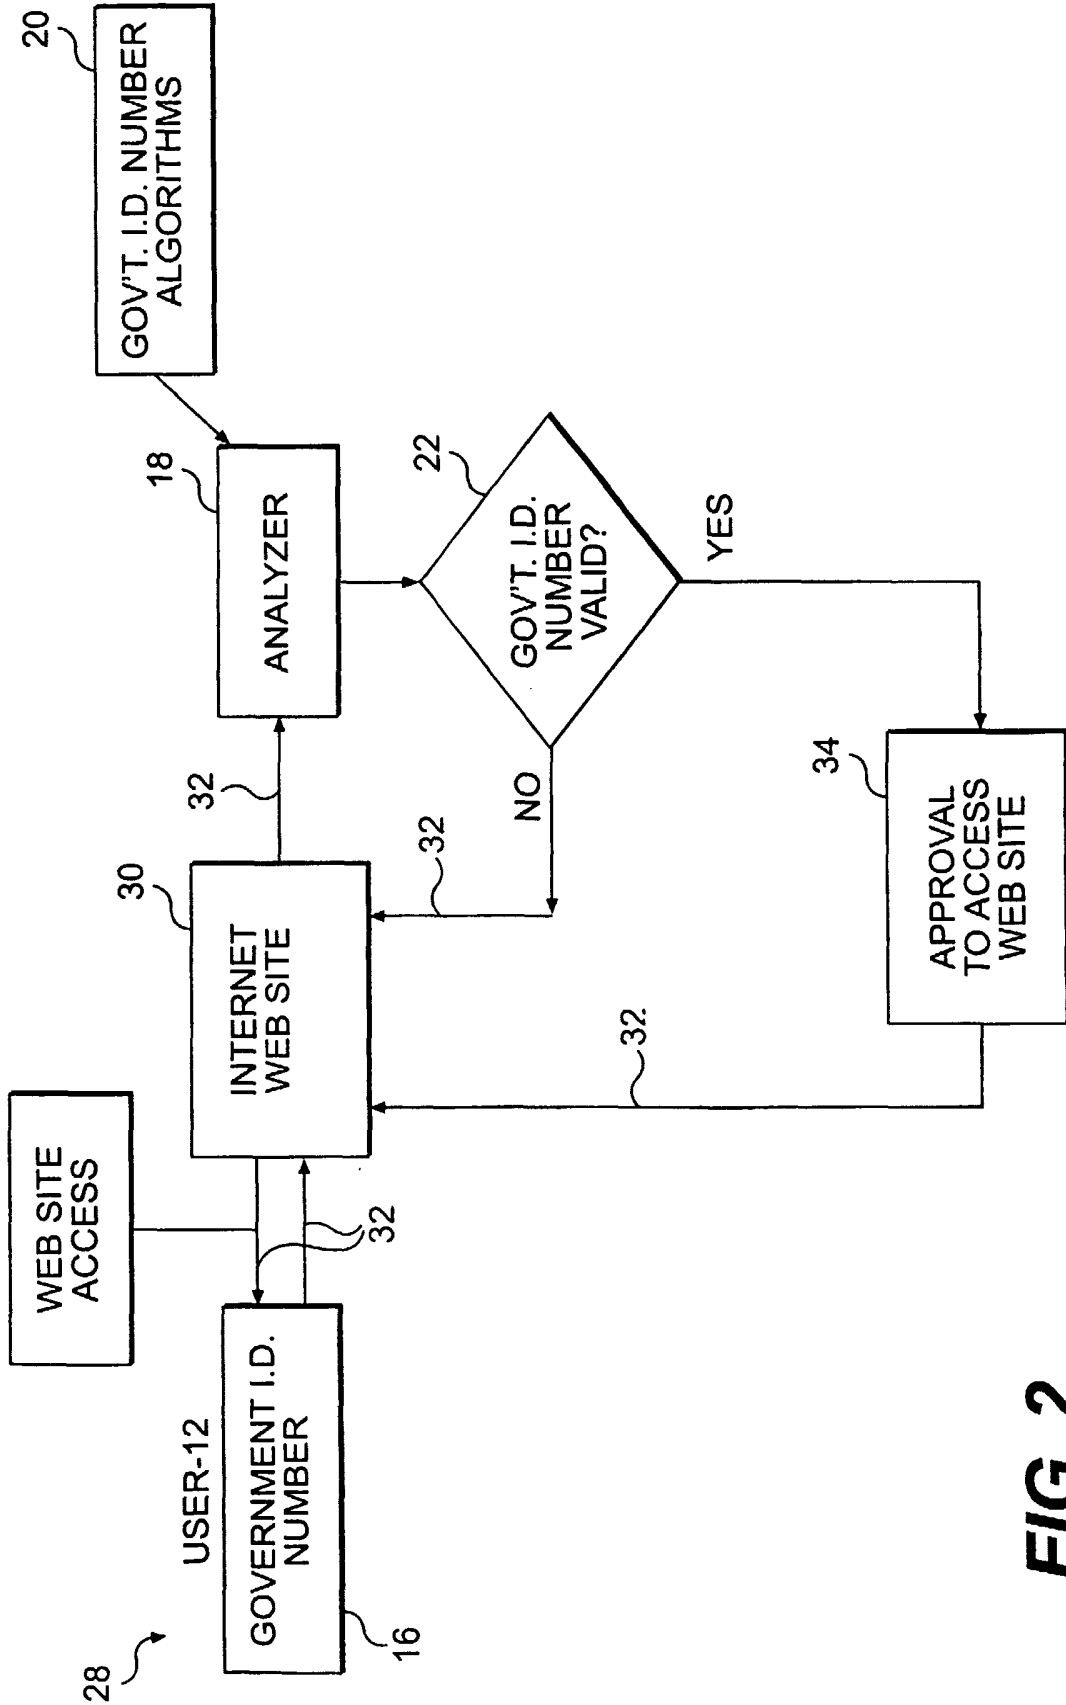 28
USER-12
GOVERNMENT I.D.
NUMBER
16
WEB SITE
ACCESS
32
INTERNET
WEB SITE
30
32
ANALYZER
18
GOV'T. I.D. NUMBER
ALGORITHMS
20
GOV'T. I.D.
NUMBER
VALID?
22
NO
32
YES
APPROVAL
TO ACCESS
WEB SITE
34
32
FIG. 2